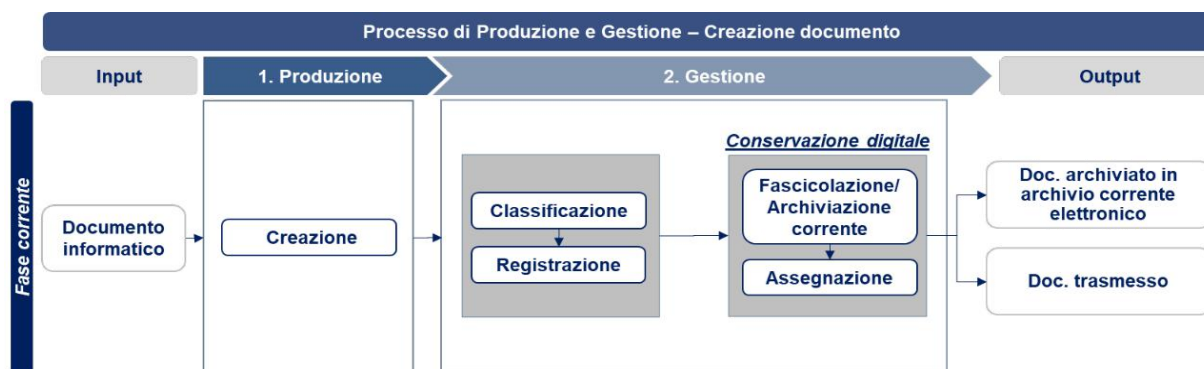 Processo di Produzione e Gestione – Creazione documento
Input
1. Produzione
2. Gestione
Output
Fase corrente
Documento
informatico
Creazione
Classificazione
Registrazione
Conservazione digitale
Fascicolazione/
Archiviazione
corrente
Assegnazione
Doc. archiviato in
archivio corrente
elettronico
Doc. trasmesso